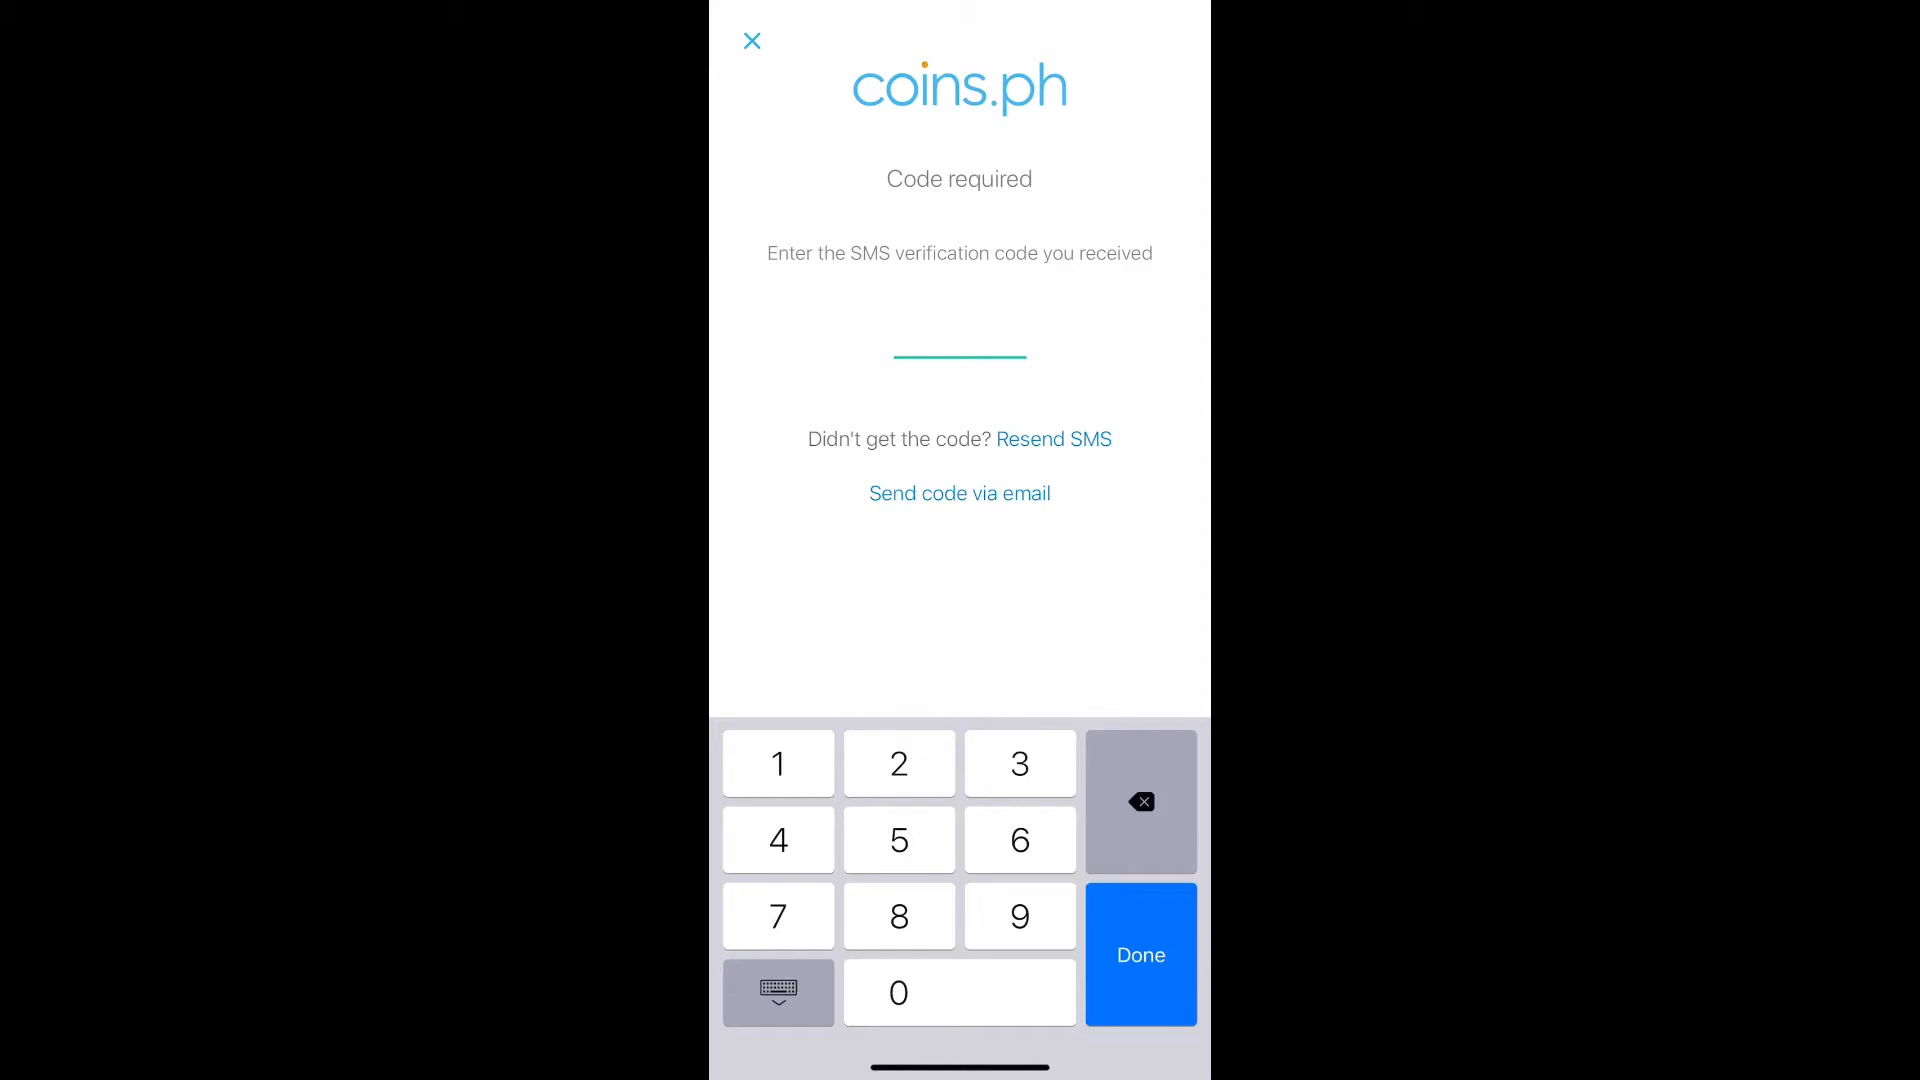 coins.ph
Code required
Enter the SMS verification code you received
Didn't get the code? Resend SMS
Send code via email
1 2 3
4 5 6
7 8 9
Done
0